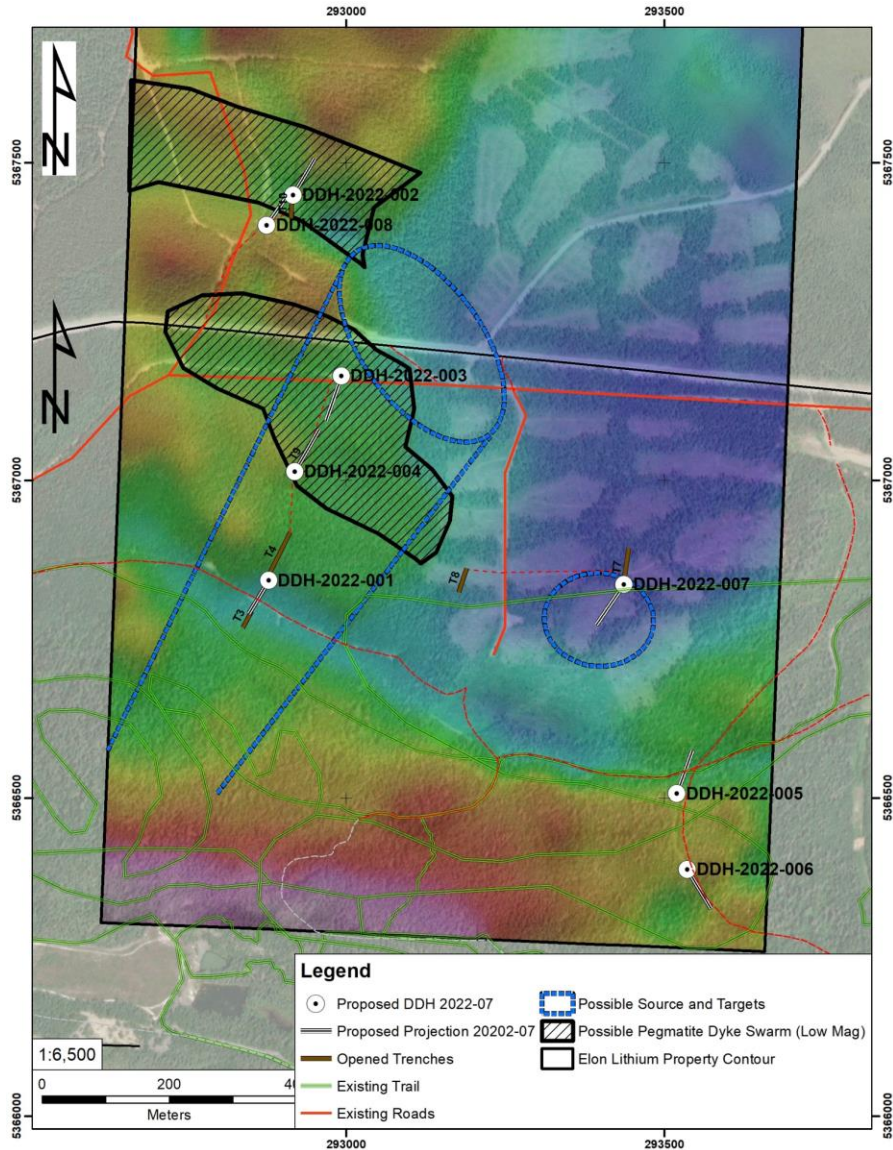 293000
293500
5367500
5367500
N
DDH-2022-002
DDH-2022-008
N
DDH-2022-003
T9
DDH-2022-004
5367000
5367000
T4
DDH-2022-001
T3
T8
T7
DDH-2022-007
5366500
5366500
DDH-2022-005
DDH-2022-006
Legend
Proposed DDH 2022-07
Proposed Projection 20202-07
Opened Trenches
Existing Trail
Existing Roads
Possible Source and Targets
Possible Pegmatite Dyke Swarm (Low Mag)
Elon Lithium Property Contour
1:6,500
0 200
Meters
5366000
5366000
293000
293500